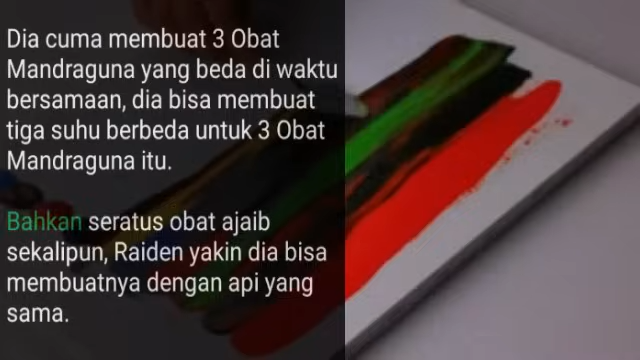 Dia cuma membuat 3 Obat
Mandraguna yang beda di waktu
bersamaan, dia bisa membuat
tiga suhu berbeda untuk 3 Obat
Mandraguna itu.
Bahkan seratus obat ajaib
sekalipun, Raiden yakin dia bisa
membuatnya dengan api yang
sama.